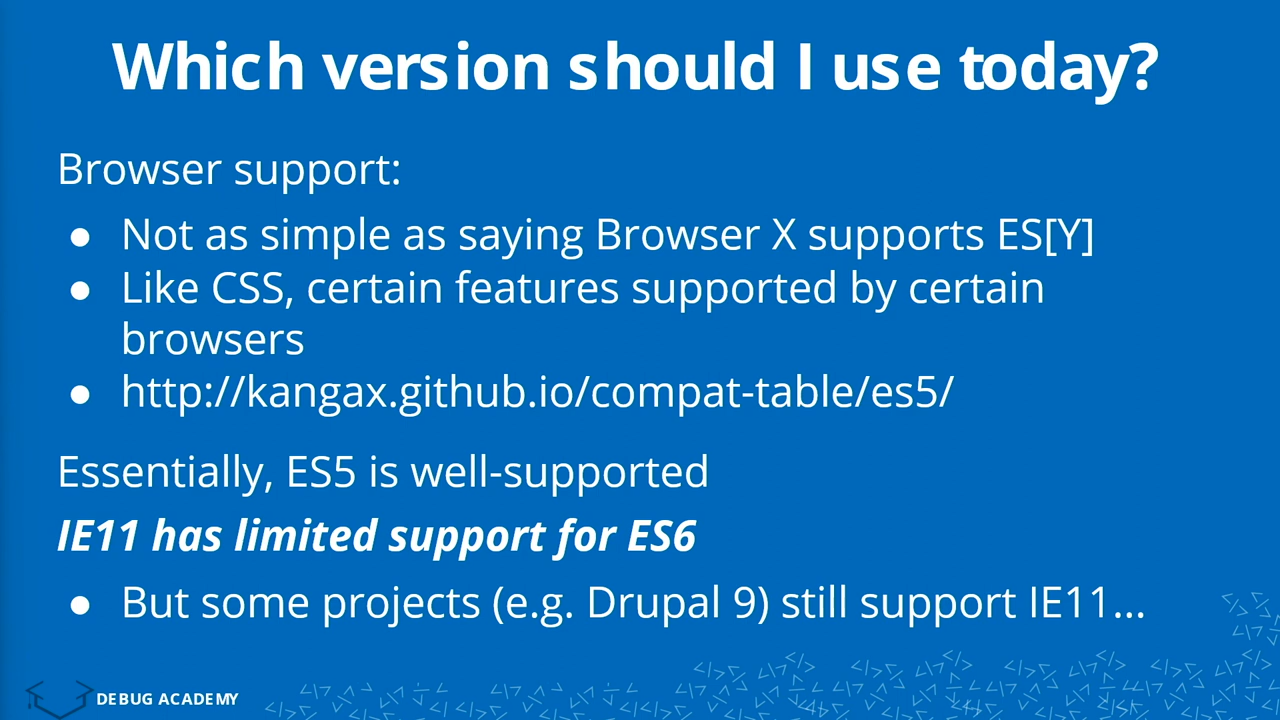 Which version should I use today?
Browser support:
● Not as simple as saying Browser X supports ES[Y]
● Like CSS, certain features supported by certain
browsers
● http://kangax.github.io/compat-table/es5/
Essentially, ES5 is well-supported
IE11 has limited support for ES6
● But some projects (e.g. Drupal 9) still support IE11...
DEBUG ACADEMY